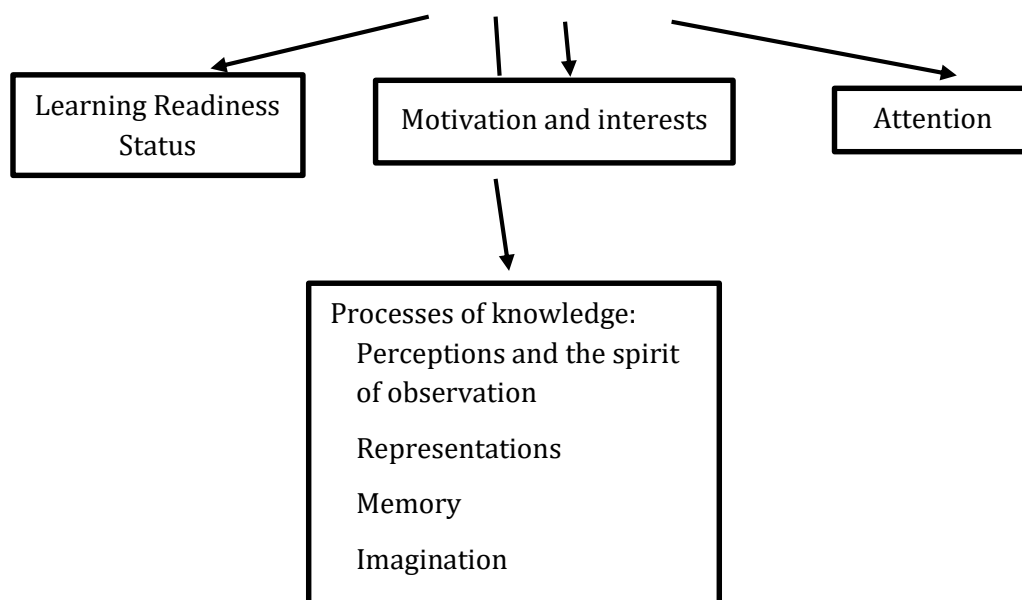 Learning Readiness
Status
Motivation and interests
Attention
Processes of knowledge:
Perceptions and the spirit
of observation
Representations
Memory
Imagination